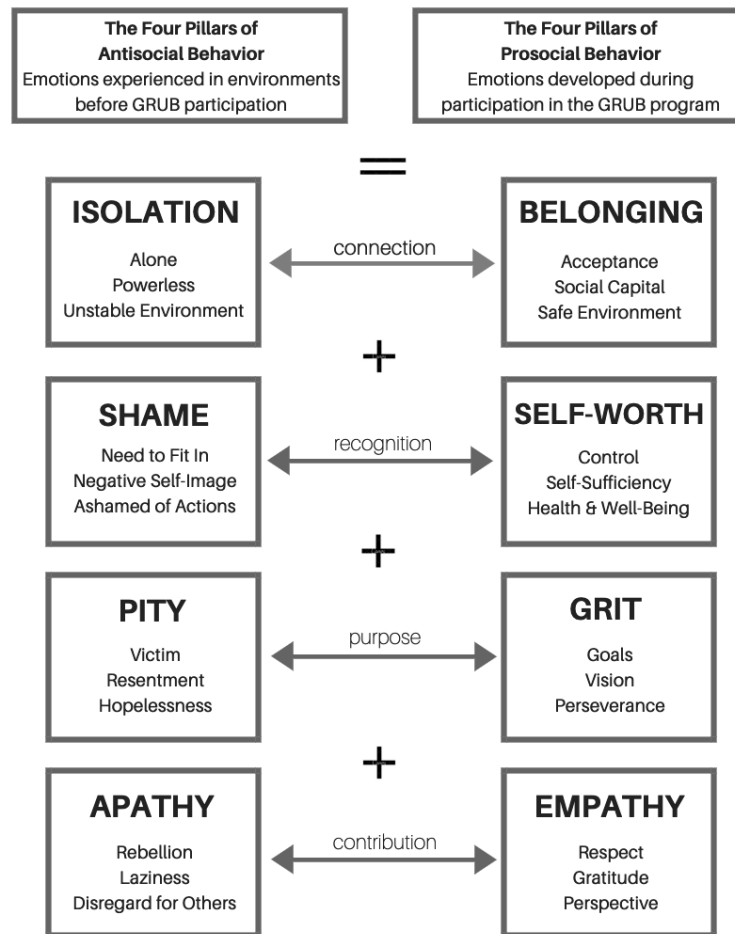 The Four Pillars of
Antisocial Behavior
Emotions experienced in environments
before GRUB participation
The Four Pillars of
Prosocial Behavior
Emotions developed during
participation in the GRUB program
=
ISOLATION
Alone
Powerless
Unstable Environment
connection
BELONGING
Acceptance
Social Capital
Safe Environment
+
SHAME
Need to Fit In
Negative Self-Image
Ashamed of Actions
recognition
SELF-WORTH
Control
Self-Sufficiency
Health & Well-Being
+
PITY
Victim
Resentment
Hopelessness
purpose
GRIT
Goals
Vision
Perseverance
+
APATHY
Rebellion
Laziness
Disregard for Others
contribution
EMPATHY
Respect
Gratitude
Perspective